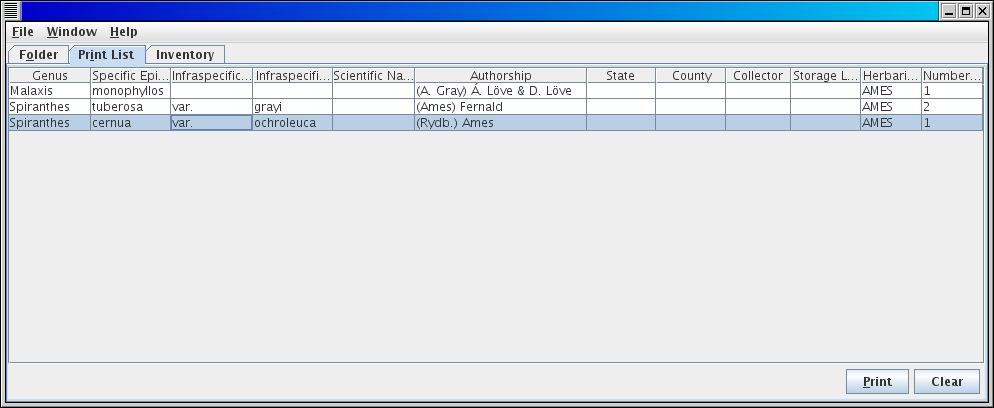 File Window Help
Folder Print List Inventory
Genus Specific Epi... Infraspecific... Infraspecifi... Scientific Na... Authorship State County Collector Storage L... Herbari... Number...
Malaxis monophyllos (A. Gray) Á. Löve & D. Löve AMES 1
Spiranthes tuberosa var. grayi (Ames) Fernald AMES 2
Spiranthes cernua var. ochroleuca (Rydb.) Ames AMES 1
Print Clear